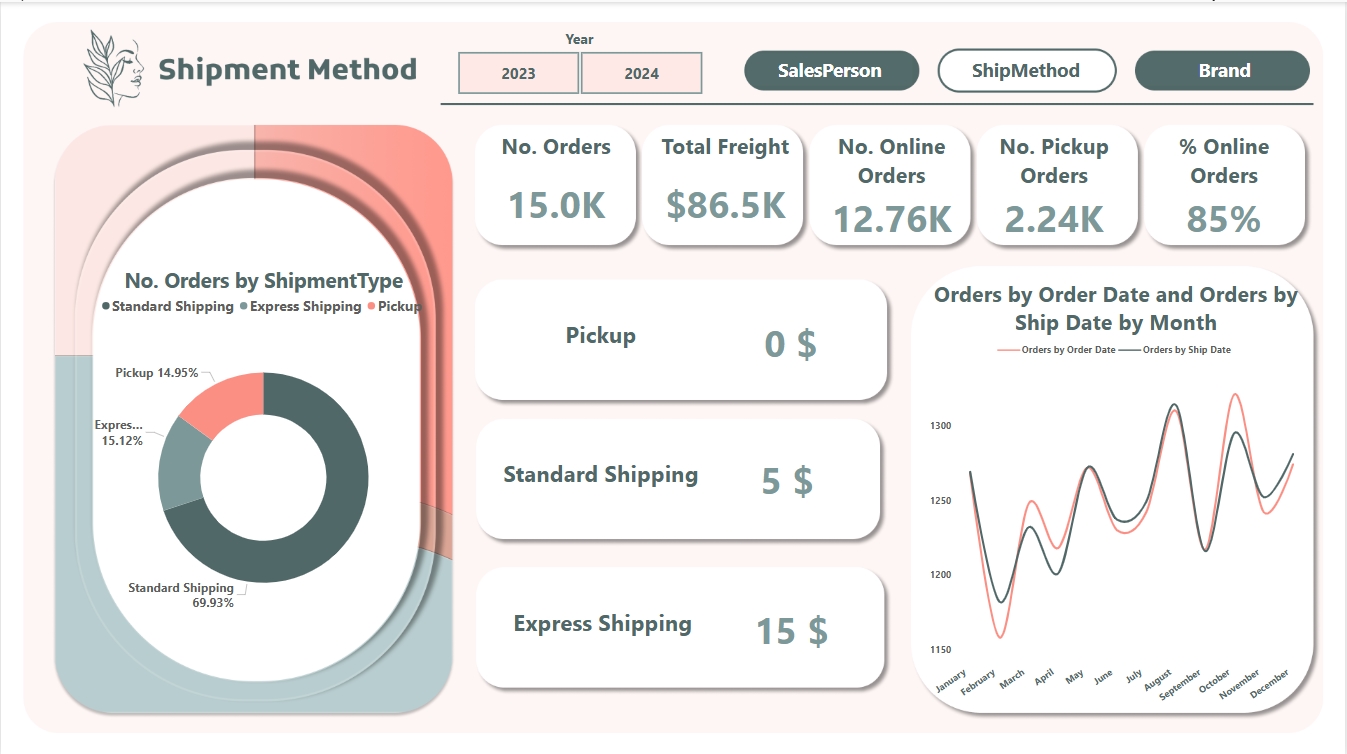 Shipment Method
Year
2023
2024
SalesPerson
ShipMethod
Brand
No. Orders
15.0K
Total Freight
$86.5K
No. Online
Orders
12.76K
No. Pickup
Orders
2.24K
% Online
Orders
85%
No. Orders by ShipmentType
Standard Shipping Express Shipping Pickup
Pickup 14.95%
Expres...
15.12%
Standard Shipping
69.93%
Pickup
0 $
Standard Shipping
5 $
Express Shipping
15 $
Orders by Order Date and Orders by
Ship Date by Month
Orders by Order Date Orders by Ship Date
1300
1250
1200
1150
January
February
March
April
May
June
July
August
September
October
November
December